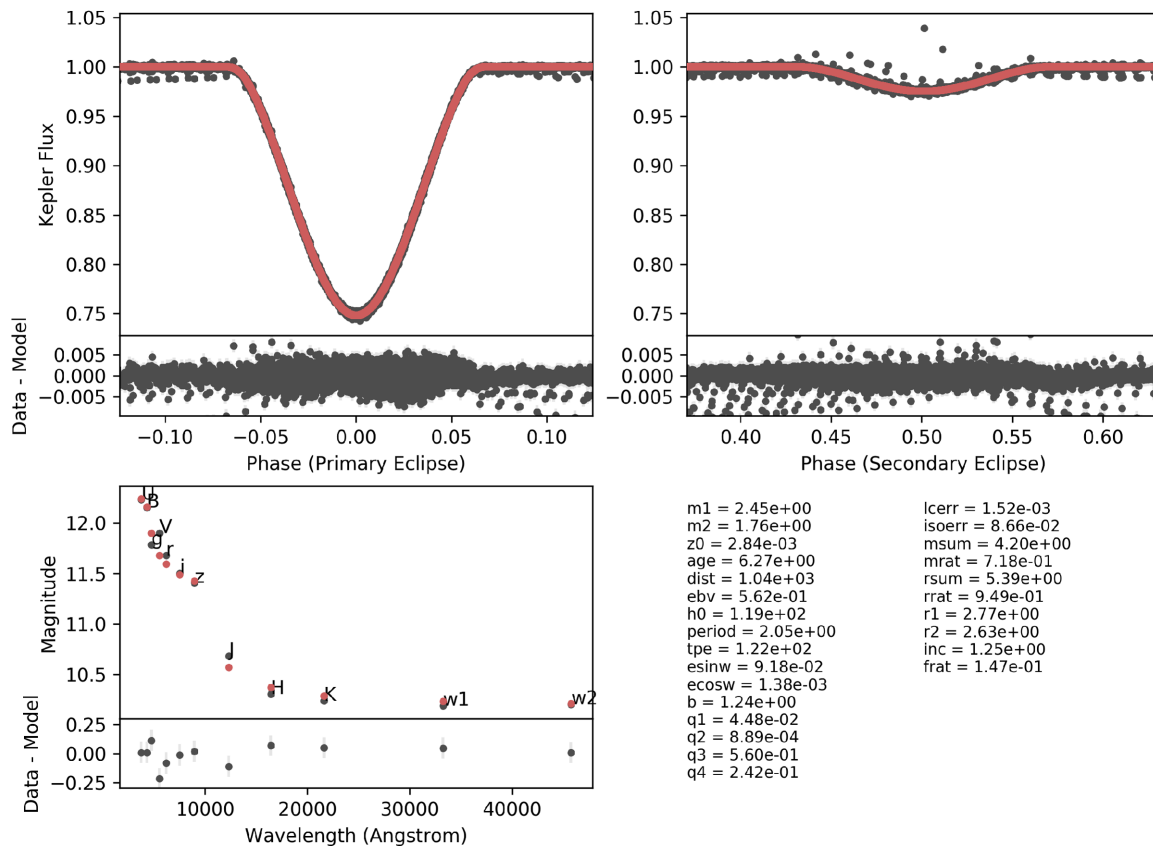 1.05
1.00
0.95
0.90
0.85
0.80
0.75
Kepler Flux
0.005
0.000
−0.005
Data - Model
−0.10
−0.05
0.00
0.05
0.10
Phase (Primary Eclipse)
1.05
1.00
0.95
0.90
0.85
0.80
0.75
0.005
0.000
−0.005
0.40
0.45
0.50
0.55
0.60
Phase (Secondary Eclipse)
12.0
11.5
11.0
10.5
Magnitude
U
B
V
g
r
i
z
J
H
K
w1
w2
0.25
0.00
−0.25
Data - Model
10000
20000
30000
40000
Wavelength (Angstrom)
m1 = 2.45e+00
m2 = 1.76e+00
z0 = 2.84e-03
age = 6.27e+00
dist = 1.04e+03
ebv = 5.62e-01
h0 = 1.19e+02
period = 2.05e+00
tpe = 1.22e+02
esinw = 9.18e-02
ecosw = 1.38e-03
b = 1.24e+00
q1 = 4.48e-02
q2 = 8.89e-04
q3 = 5.60e-01
q4 = 2.42e-01
lcerr = 1.52e-03
isoerr = 8.66e-02
msum = 4.20e+00
mrat = 7.18e-01
rsum = 5.39e+00
rrat = 9.49e-01
r1 = 2.77e+00
r2 = 2.63e+00
inc = 1.25e+00
frat = 1.47e-01